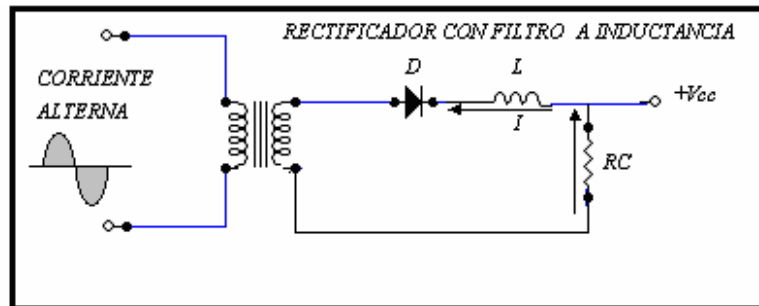 RECTIFICADOR CON FILTRO A INDUCTANCIA
CORRIENTE
ALTERNA
D
L
I
+Vcc
RC